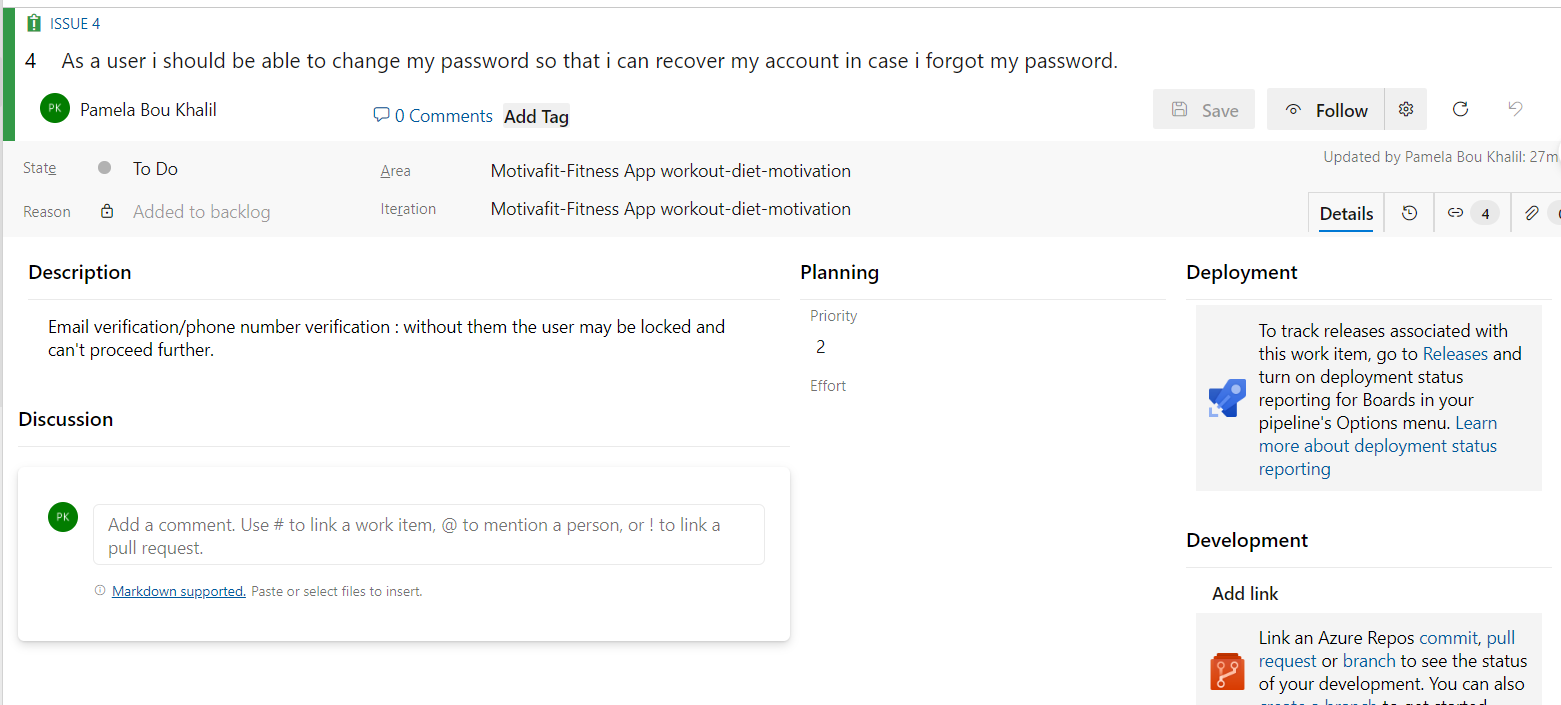 ISSUE 4
4 As a user i should be able to change my password so that i can recover my account in case i forgot my password.
PK Pamela Bou Khalil
0 Comments Add Tag
Save
Follow
State To Do
Area Motivafit-Fitness App workout-diet-motivation
Updated by Pamela Bou Khalil: 27m
Reason Added to backlog
Iteration Motivafit-Fitness App workout-diet-motivation
Details 4
Description
Email verification/phone number verification : without them the user may be locked and
can't proceed further.
Discussion
PK
Add a comment. Use # to link a work item, @ to mention a person, or ! to link a
pull request.
Markdown supported. Paste or select files to insert.
Planning
Priority
2
Effort
Deployment
To track releases associated with
this work item, go to Releases and
turn on deployment status
reporting for Boards in your
pipeline's Options menu. Learn
more about deployment status
reporting
Development
Add link
Link an Azure Repos commit, pull
request or branch to see the status
of your development. You can also
create a branch to get started.